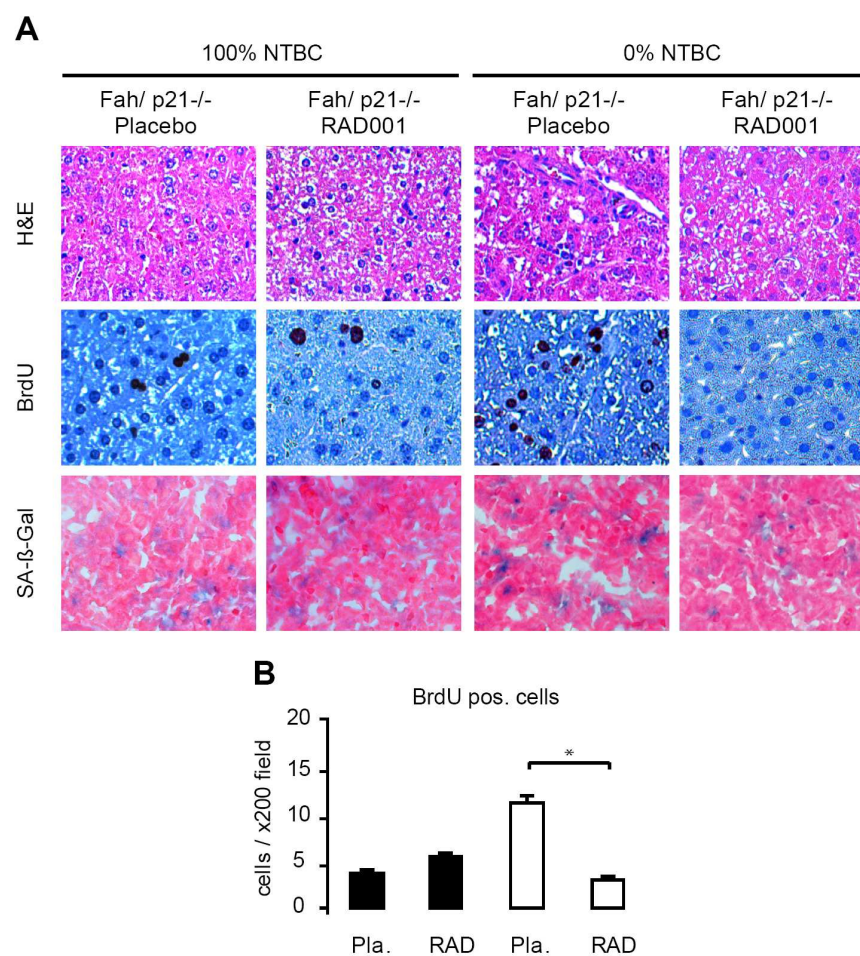 A
100% NTBC
0% NTBC
Fah/ p21-/-
Placebo
Fah/ p21-/-
RAD001
Fah/ p21-/-
Placebo
Fah/ p21-/-
RAD001
H&E
BrdU
SA-ß-Gal
B
BrdU pos. cells
cells / x200 field
20
15
10
5
0
*
Pla.
RAD
Pla.
RAD